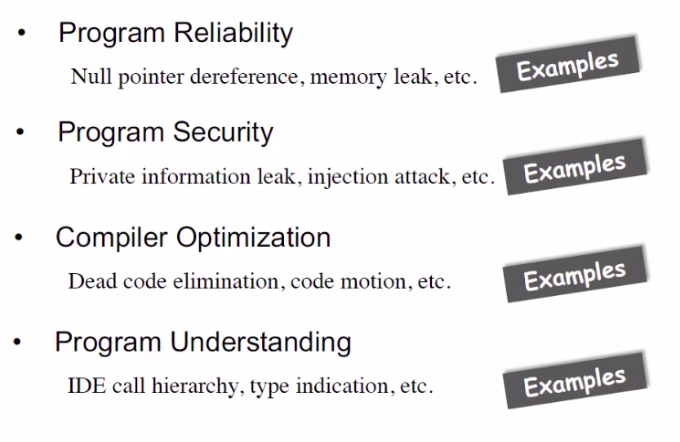 • Program Reliability
Null pointer dereference, memory leak, etc. Examples
• Program Security
Private information leak, injection attack, etc. Examples
• Compiler Optimization
Dead code elimination, code motion, etc. Examples
• Program Understanding
IDE call hierarchy, type indication, etc. Examples